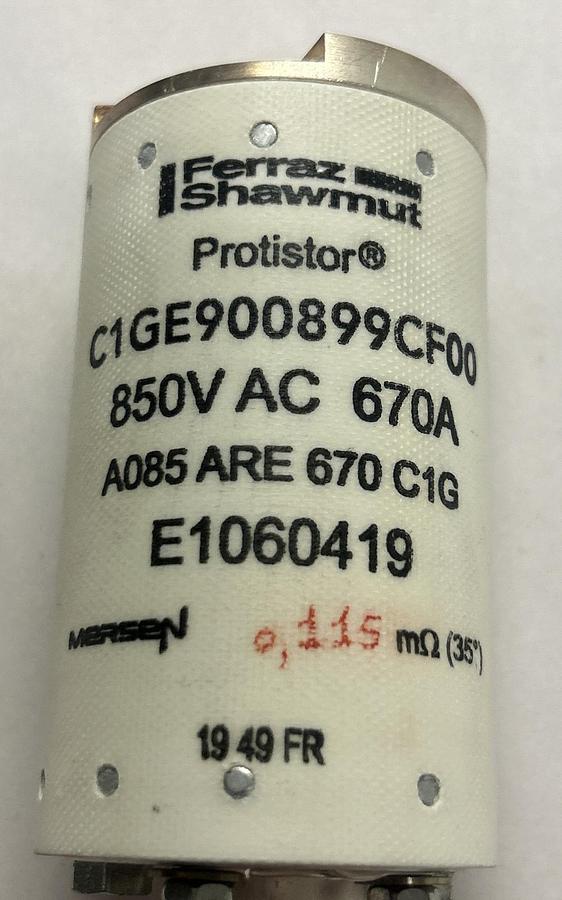 Ferraz
Shawmut
Protistor®
C1GE900899CF00
850V AC 670A
A085 ARE 670 C1G
E1060419
MERSEN 0,115 mΩ (35°)
19 49 FR